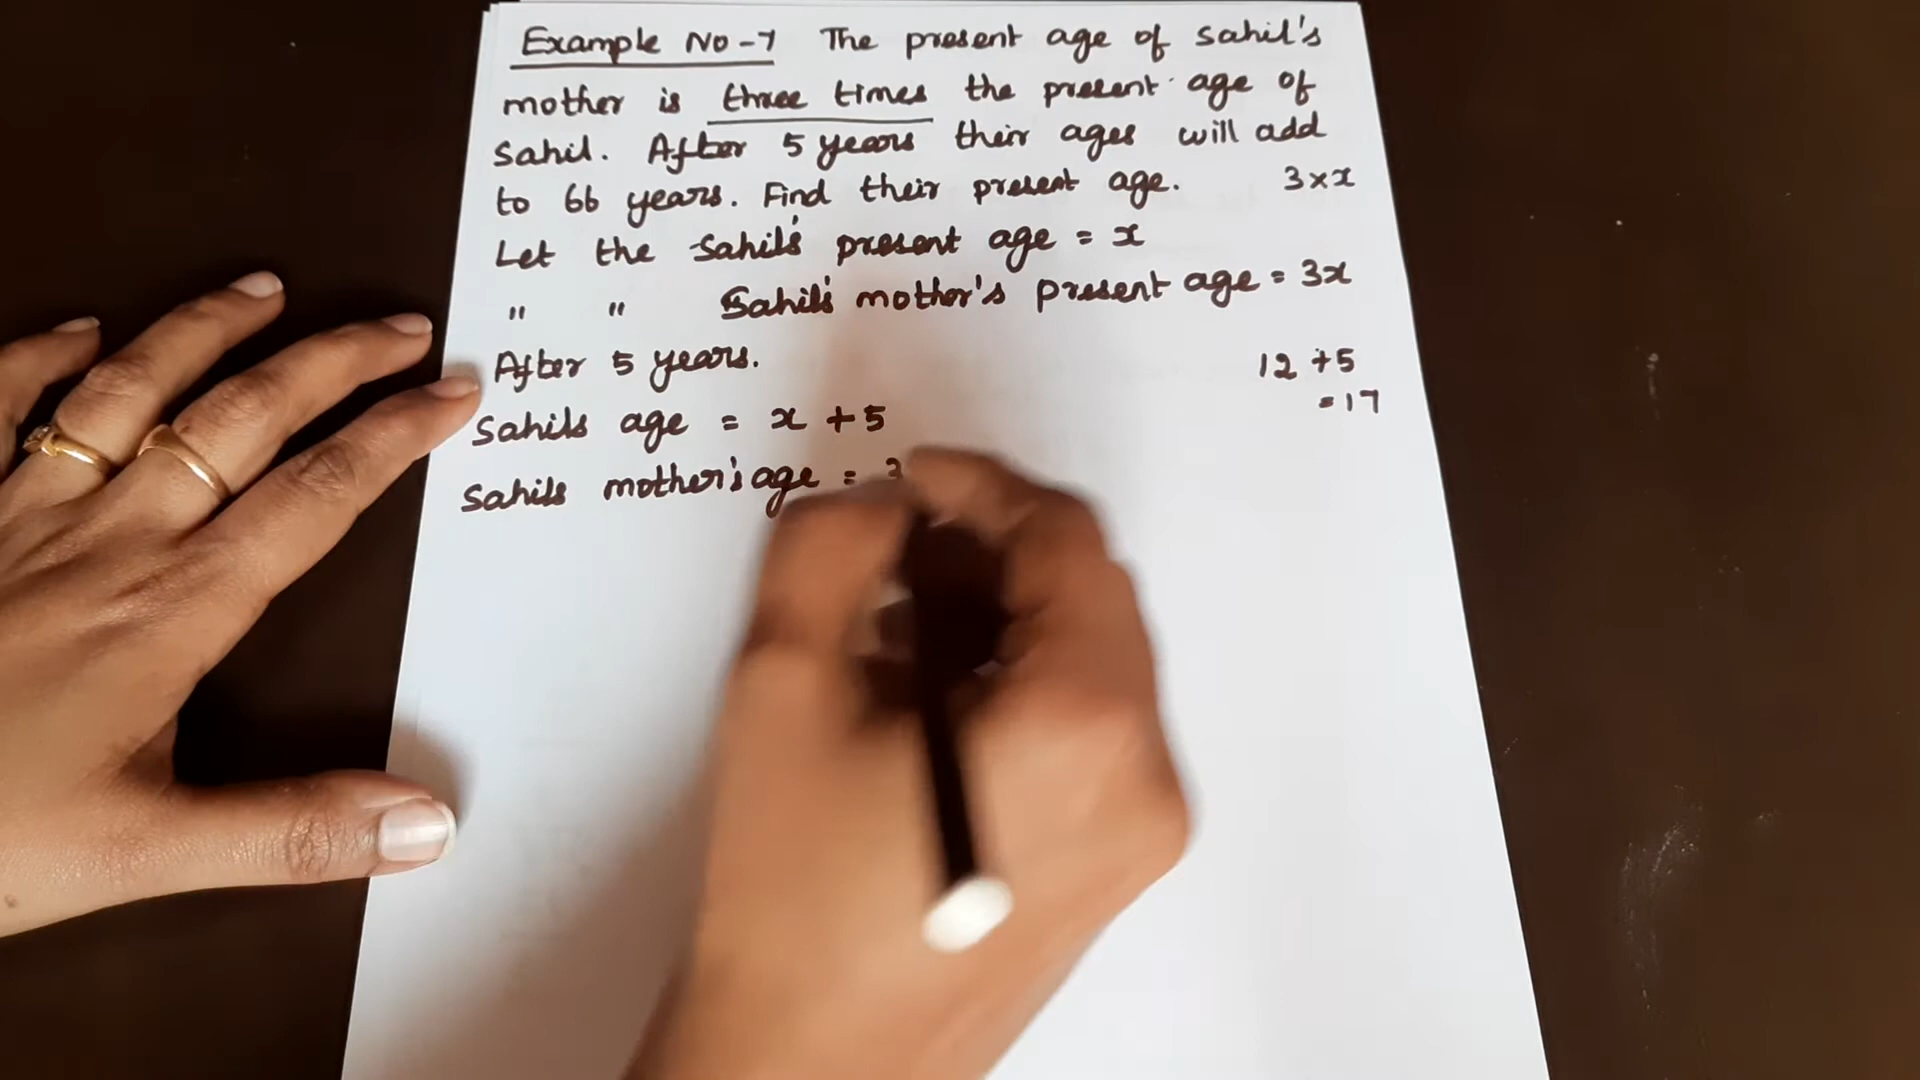 Example No-7 The present age of Sahil's
mother is three times the present age of
Sahil. After 5 years their ages will add
to 66 years. Find their present age. 3×x
Let the Sahil's present age = x
" " Sahil's mother's present age = 3x
After 5 years. 12 +5
= 17
Sahils age = x + 5
Sahils mother's age = 3